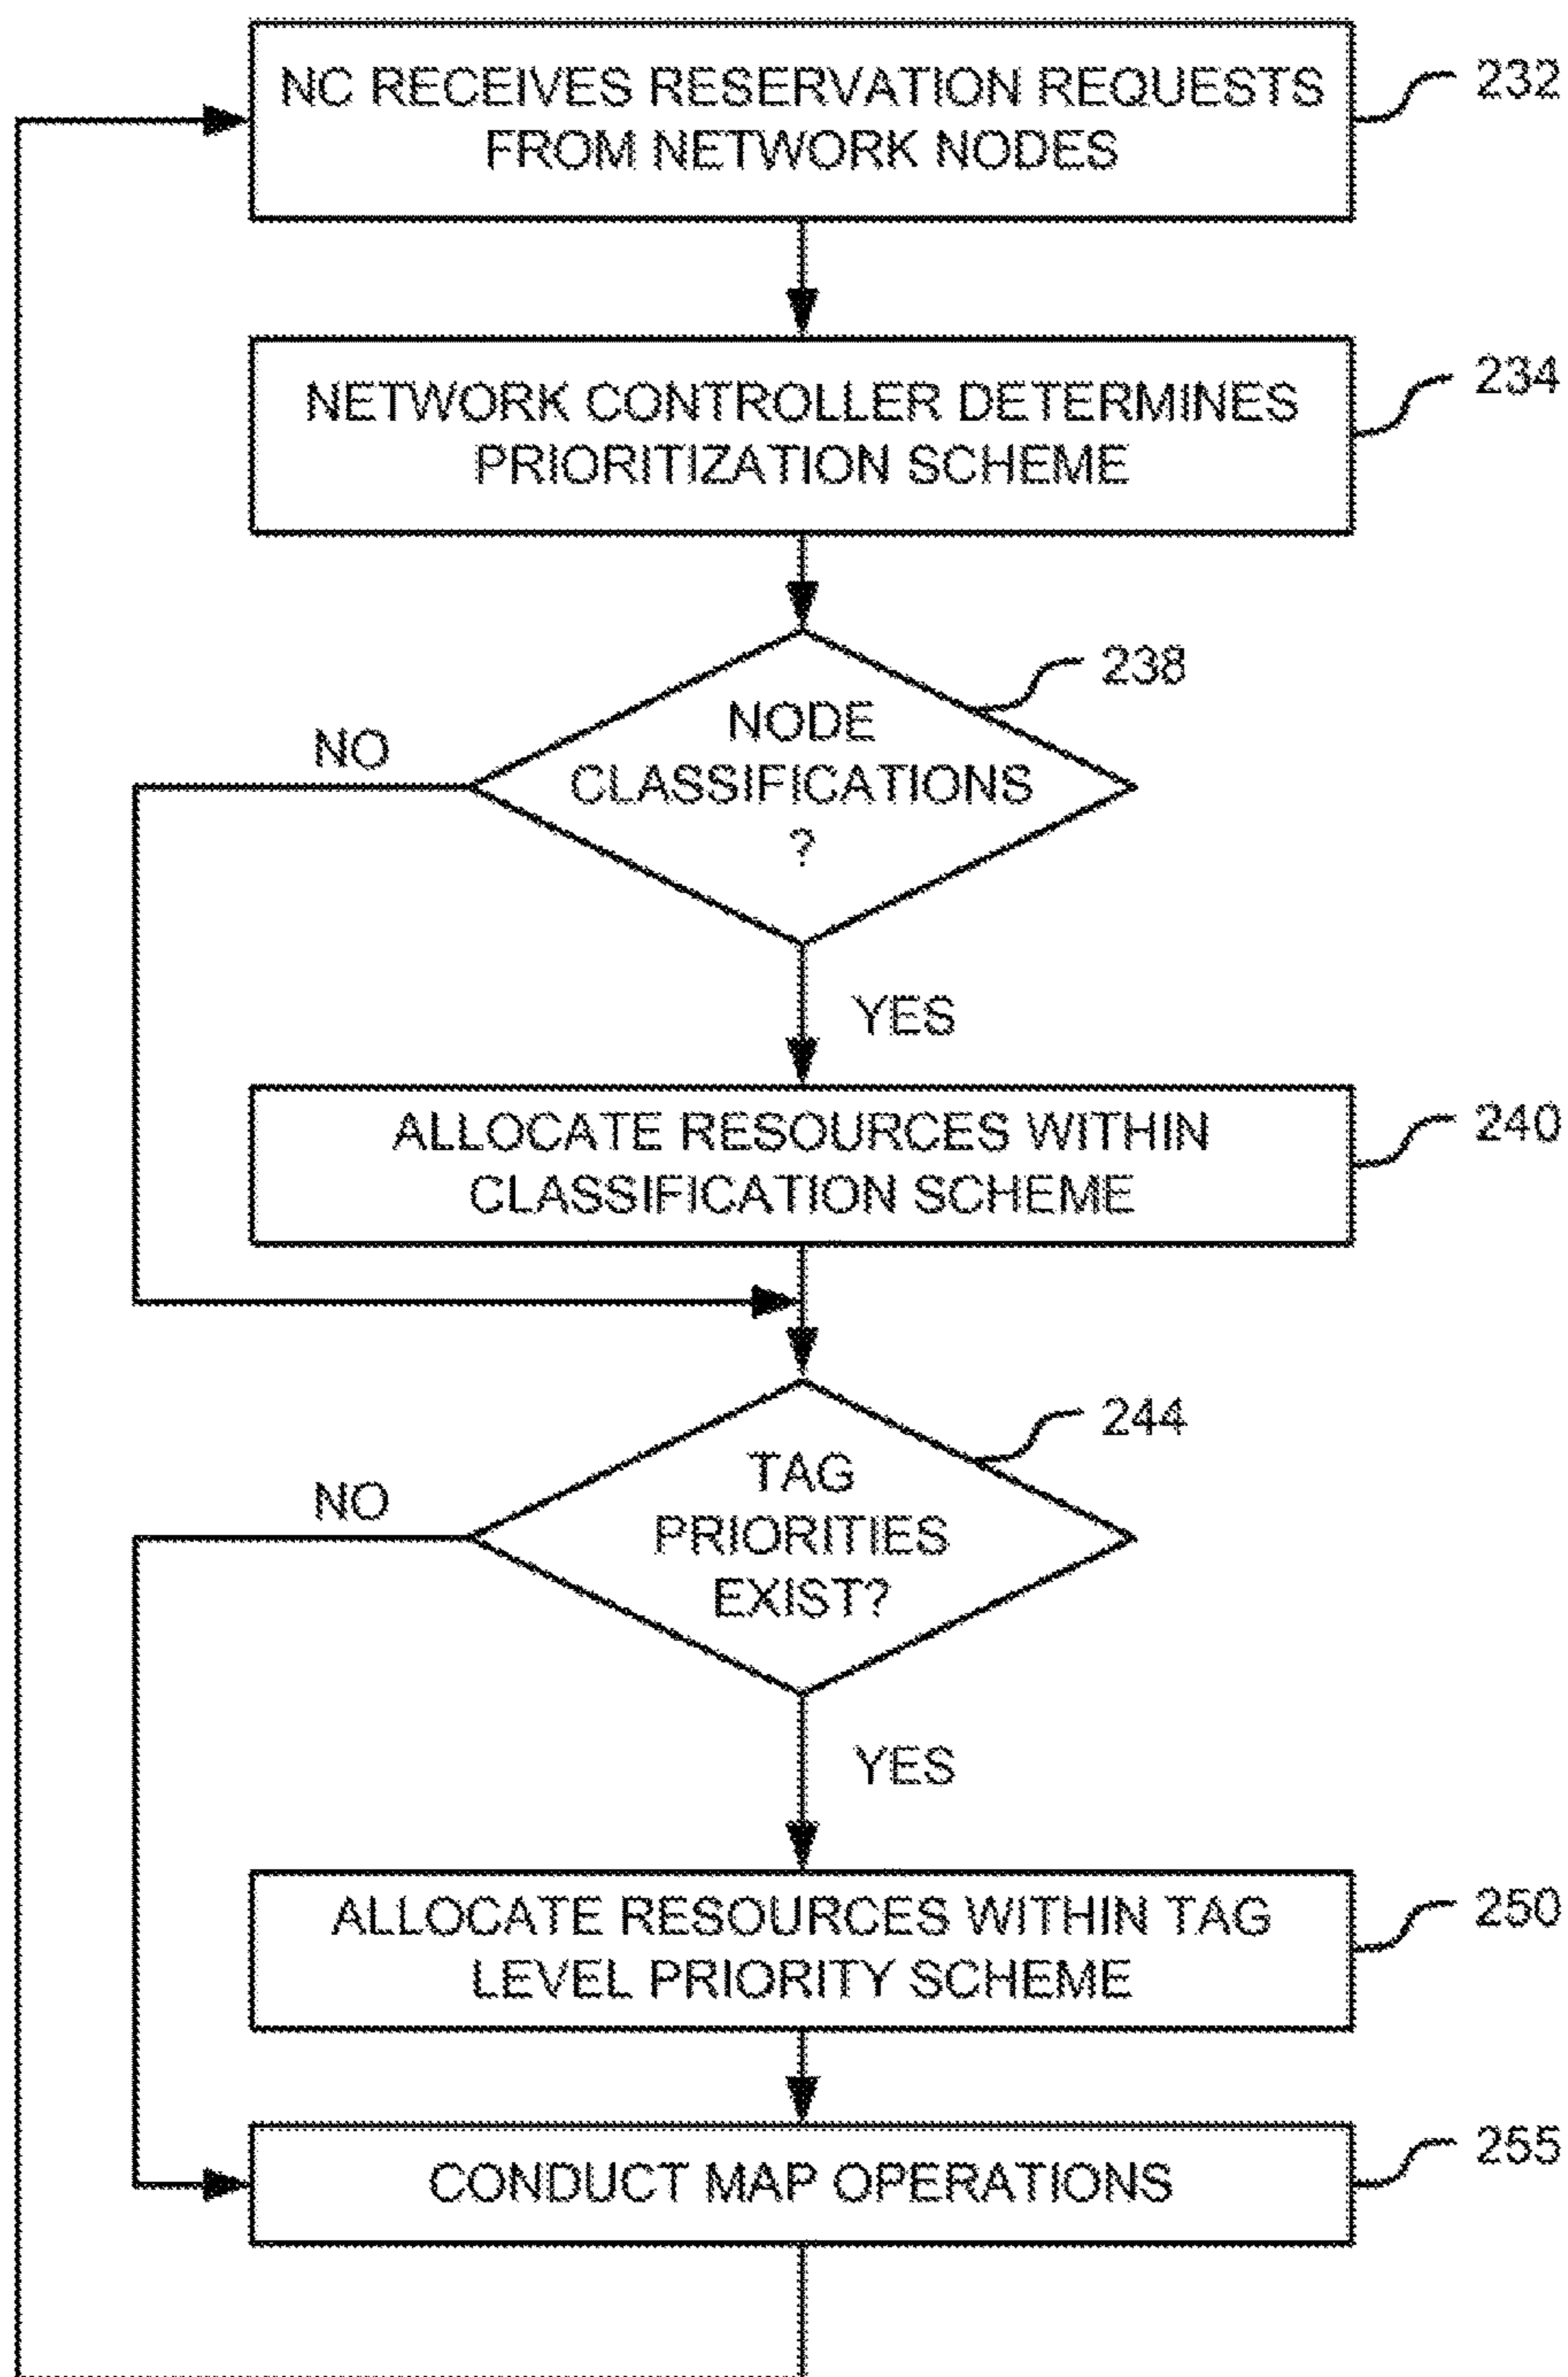 NC RECEIVES RESERVATION REQUESTS
FROM NETWORK NODES
232
NETWORK CONTROLLER DETERMINES
PRIORITIZATION SCHEME
234
238
NODE
CLASSIFICATIONS
?
NO
YES
ALLOCATE RESOURCES WITHIN
CLASSIFICATION SCHEME
240
244
TAG
PRIORITIES
EXIST?
NO
YES
ALLOCATE RESOURCES WITHIN TAG
LEVEL PRIORITY SCHEME
250
CONDUCT MAP OPERATIONS
255